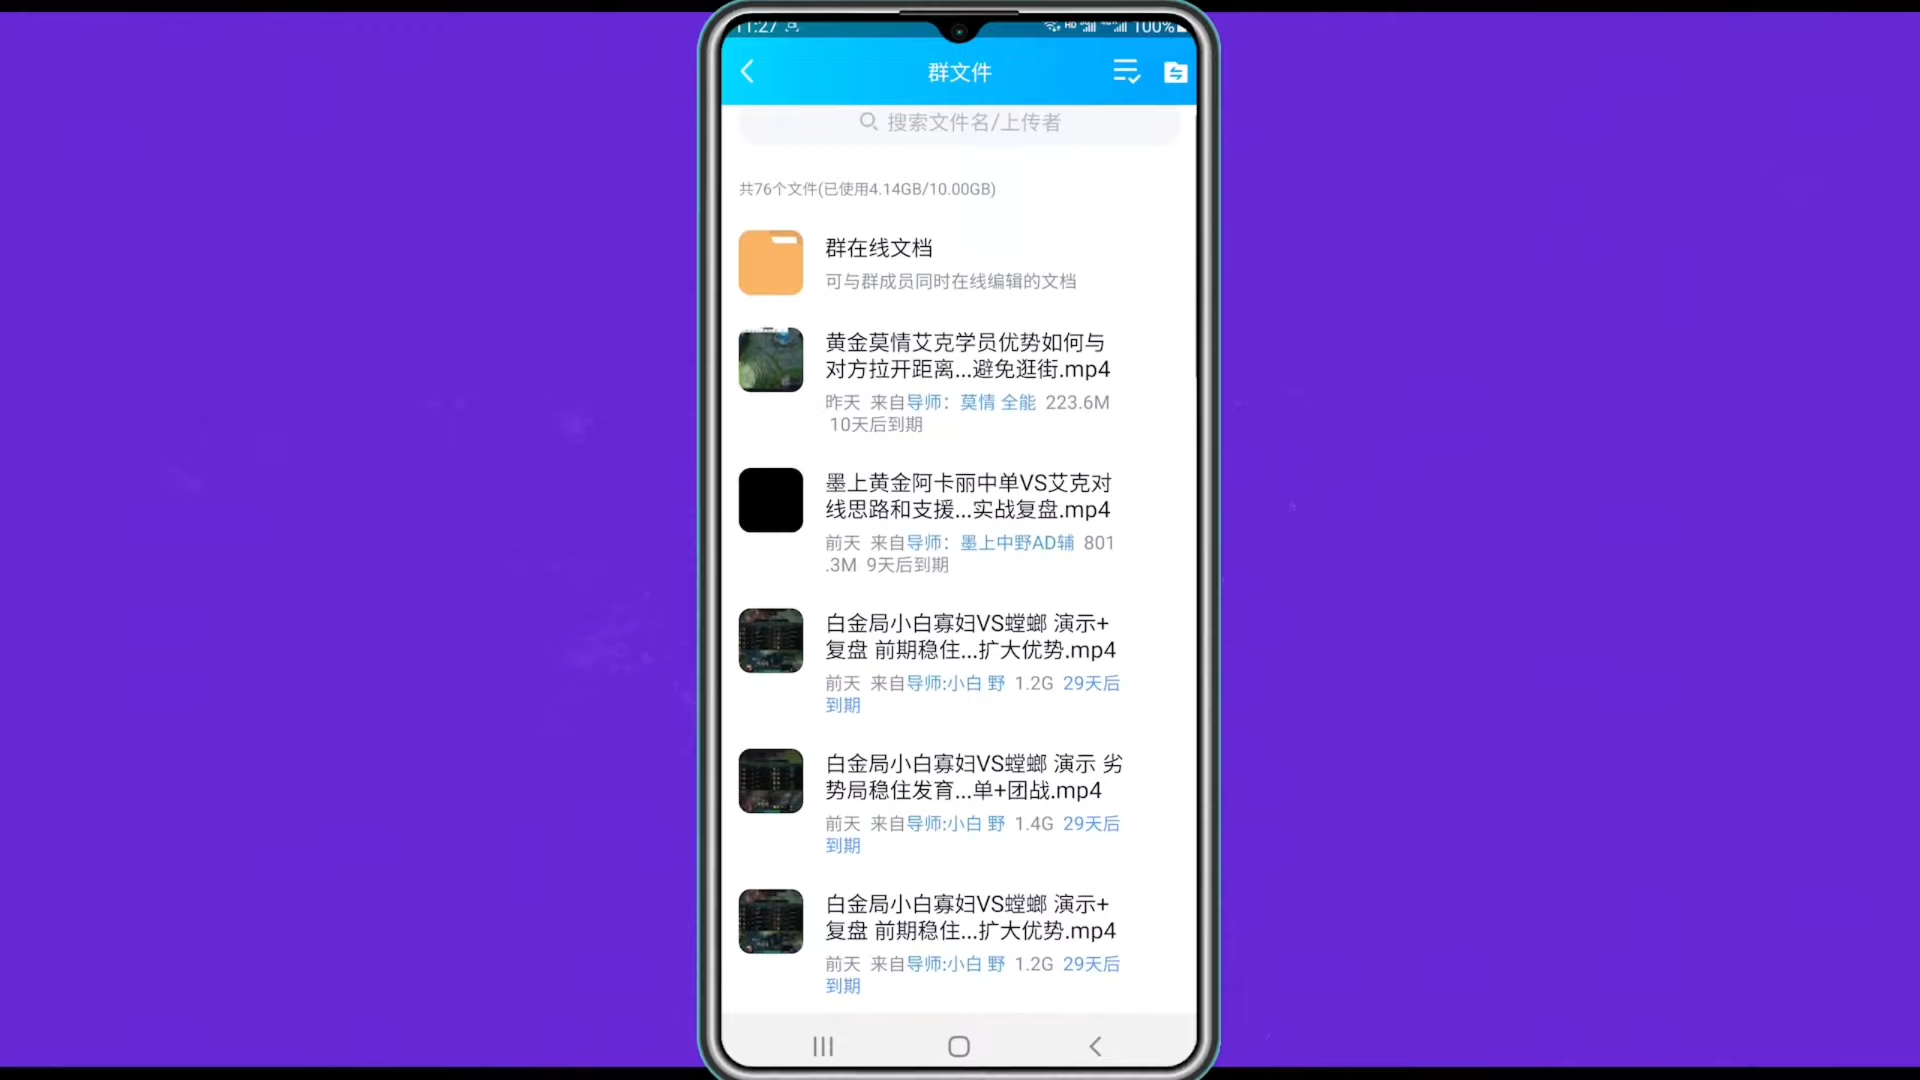 11:27 100%
群文件
搜索文件名/上传者
共76个文件(已使用4.14GB/10.00GB)
群在线文档
可与群成员同时在线编辑的文档
黄金莫情艾克学员优势如何与
对方拉开距离...避免逛街.mp4
昨天 来自导师：莫情 全能 223.6M
10天后到期
墨上黄金阿卡丽中单VS艾克对
线思路和支援...实战复盘.mp4
前天 来自导师：墨上中野AD辅 801
.3M 9天后到期
白金局小白寡妇VS螳螂 演示+
复盘 前期稳住...扩大优势.mp4
前天 来自导师:小白 野 1.2G 29天后
到期
白金局小白寡妇VS螳螂 演示 劣
势局稳住发育...单+团战.mp4
前天 来自导师:小白 野 1.4G 29天后
到期
白金局小白寡妇VS螳螂 演示+
复盘 前期稳住...扩大优势.mp4
前天 来自导师:小白 野 1.2G 29天后
到期